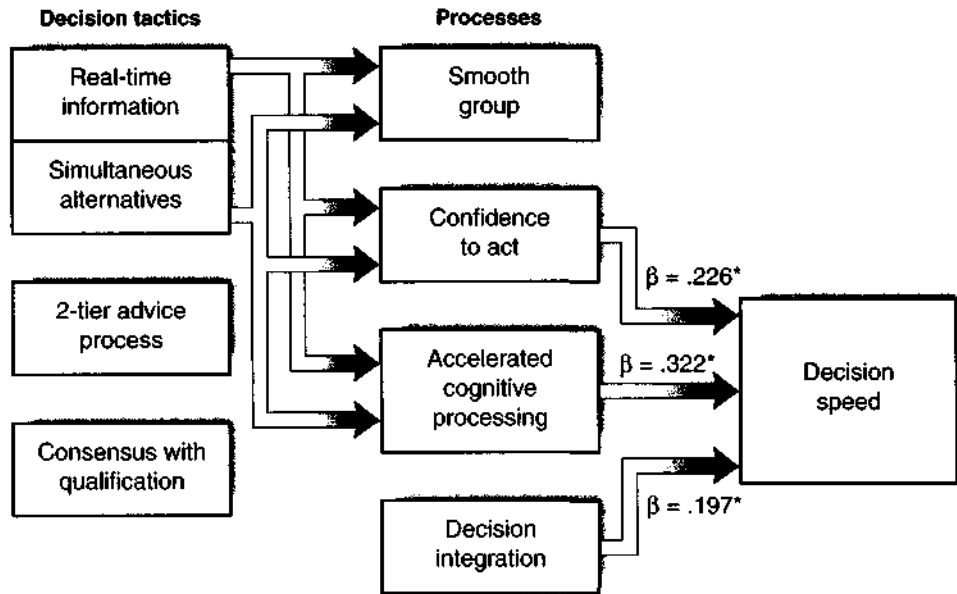 Decision tactics
Processes
Real-time
information
Simultaneous
alternatives
2-tier advice
process
Consensus with
qualification
Smooth
group
Confidence
to act
Accelerated
cognitive
processing
Decision
integration
β = .226*
β = .322*
β = .197*
Decision
speed